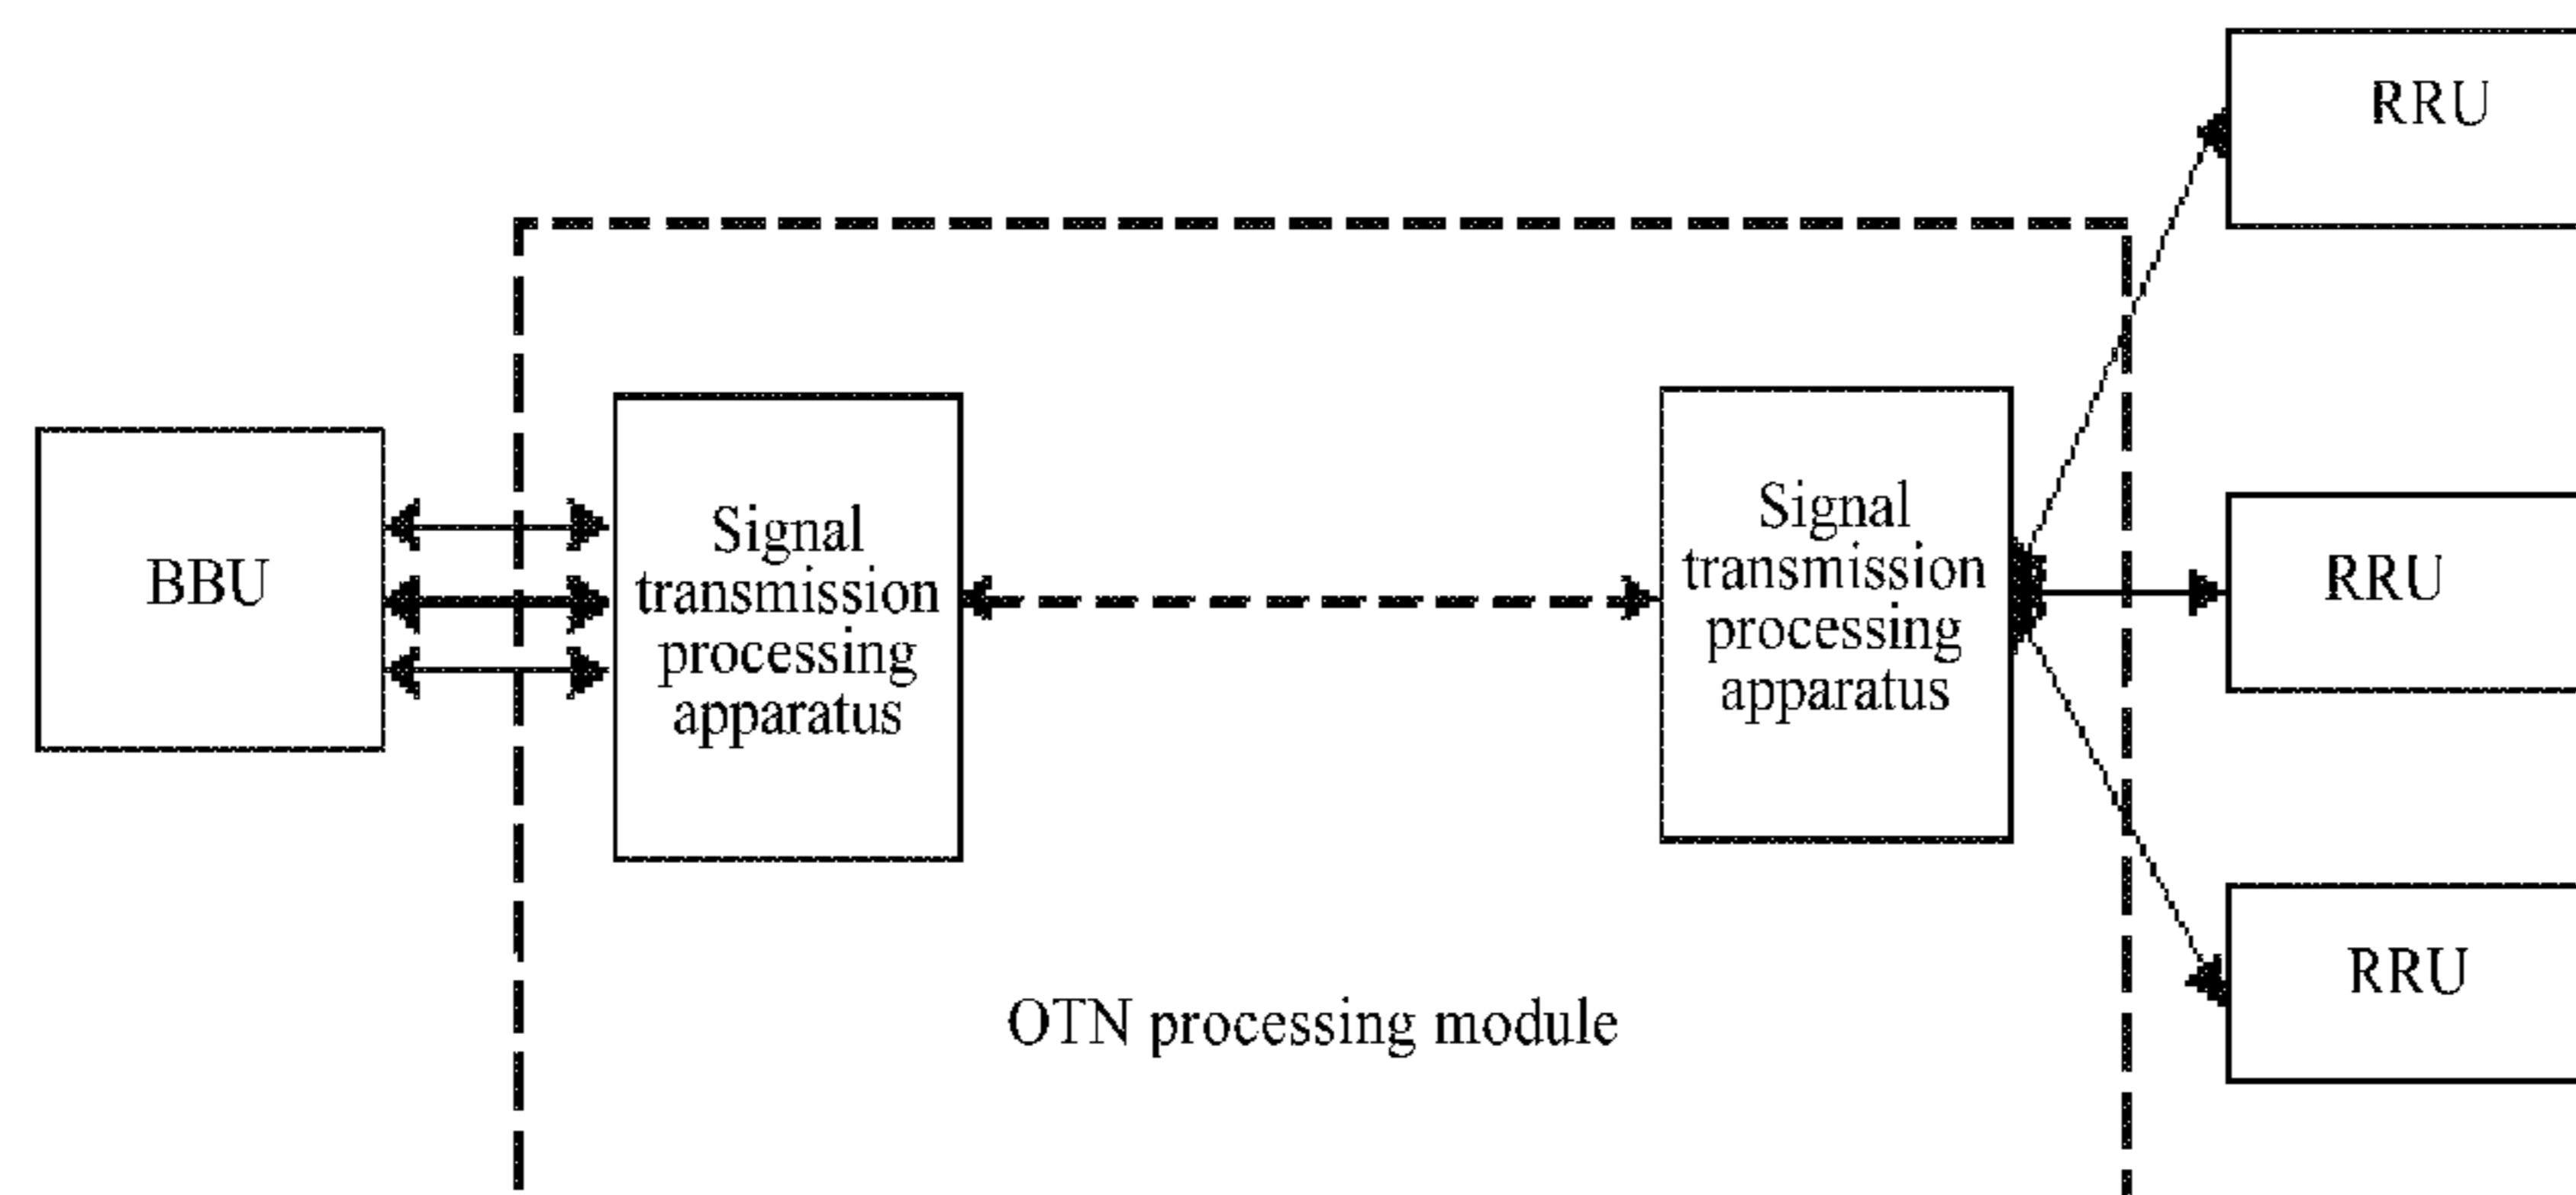 RRU
BBU
Signal
transmission
processing
apparatus
Signal
transmission
processing
apparatus
RRU
RRU
OTN processing module